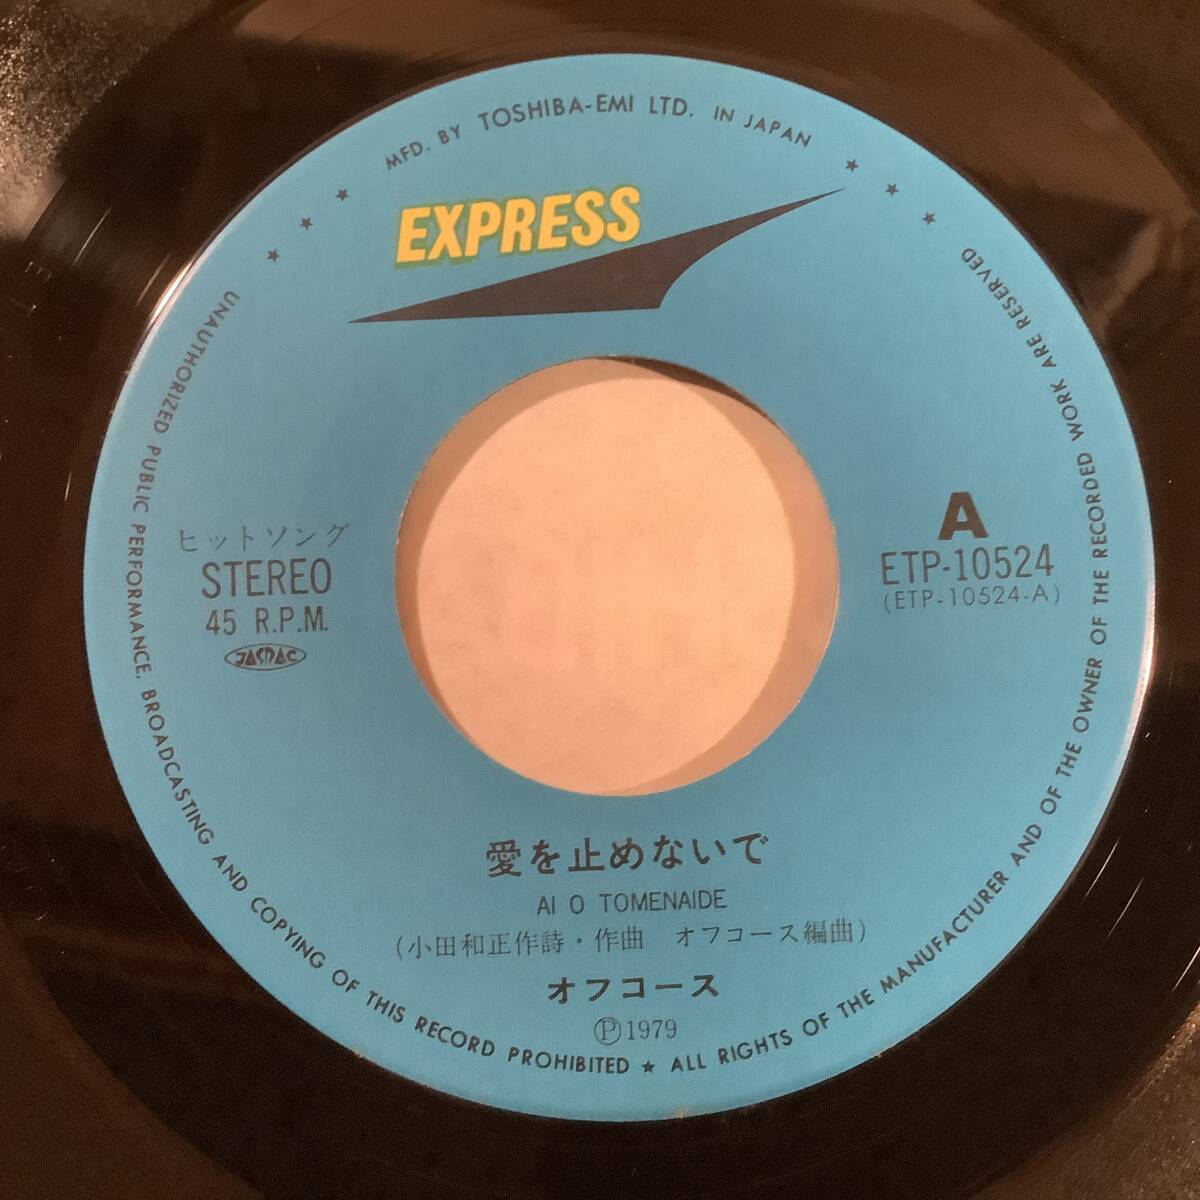 MFD. BY TOSHIBA-EMI LTD. IN JAPAN
EXPRESS
ヒットソング
STEREO
45 R.P.M.
JASRAC
A
ETP-10524
(ETP-10524-A)
愛を止めないで
AI O TOMENAIDE
(小田和正作詩・作曲 オフコース編曲)
オフコース
Ⓟ1979
UNAUTHORIZED PUBLIC PERFORMANCE, BROADCASTING AND COPYING OF THIS RECORD PROHIBITED ★ ALL RIGHTS OF THE MANUFACTURER AND OF THE OWNER OF THE RECORDED WORK ARE RESERVED